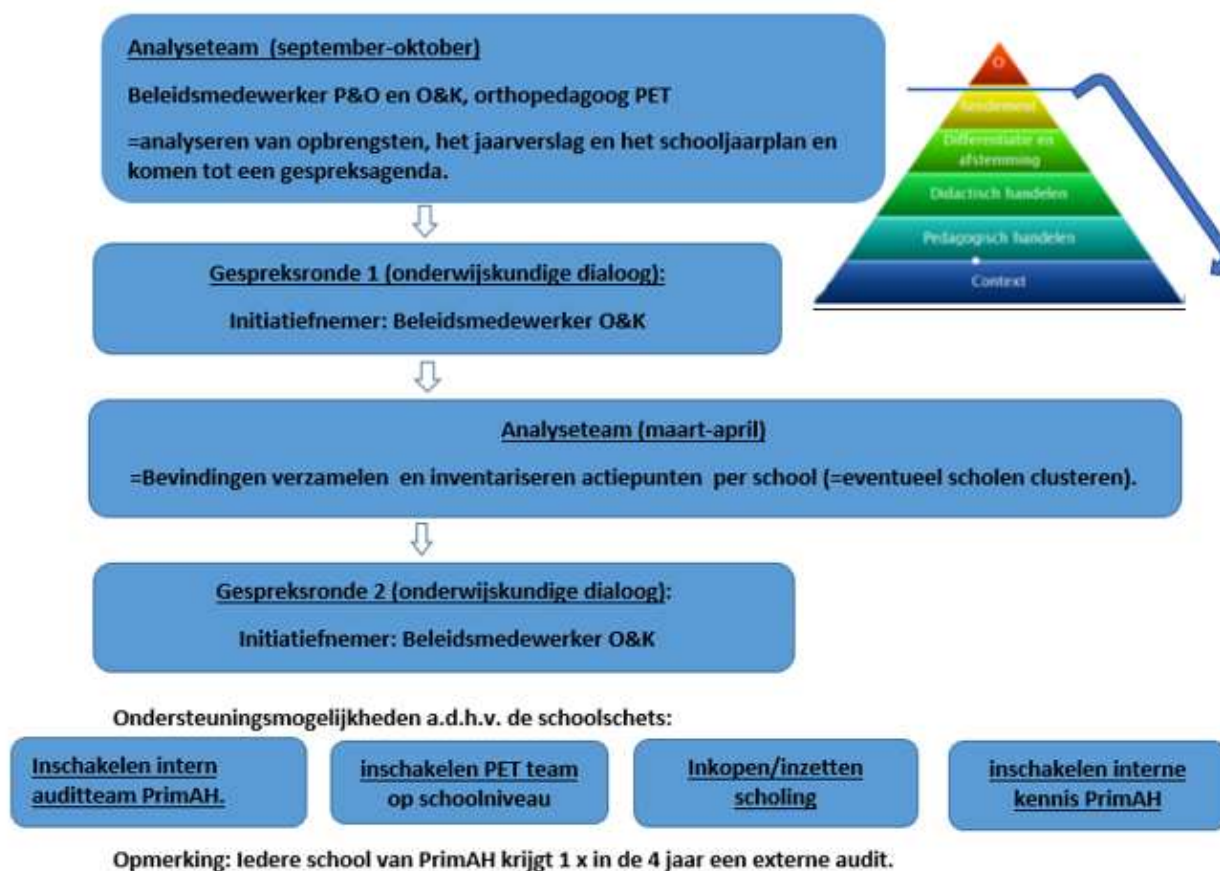 Analyseteam (september-oktober)
Beleidsmedewerker P&O en O&K, orthopedagoog PET
=analyseren van opbrengsten, het jaarverslag en het schooljaarplan en
komen tot een gespreksagenda.
O
Rendement
Differentiatie en
afstemming
Didactisch handelen
Pedagogisch handelen
Context
Gespreksronde 1 (onderwijskundige dialoog):
Initiatiefnemer: Beleidsmedewerker O&K
Analyseteam (maart-april)
=Bevindingen verzamelen en inventariseren actiepunten per school (=eventueel scholen clusteren).
Gespreksronde 2 (onderwijskundige dialoog):
Initiatiefnemer: Beleidsmedewerker O&K
Ondersteuningsmogelijkheden a.d.h.v. de schoolschets:
Inschakelen intern
auditteam PrimAH.
inschakelen PET team
op schoolniveau
Inkopen/inzetten
scholing
inschakelen interne
kennis PrimAH
Opmerking: Iedere school van PrimAH krijgt 1 x in de 4 jaar een externe audit.